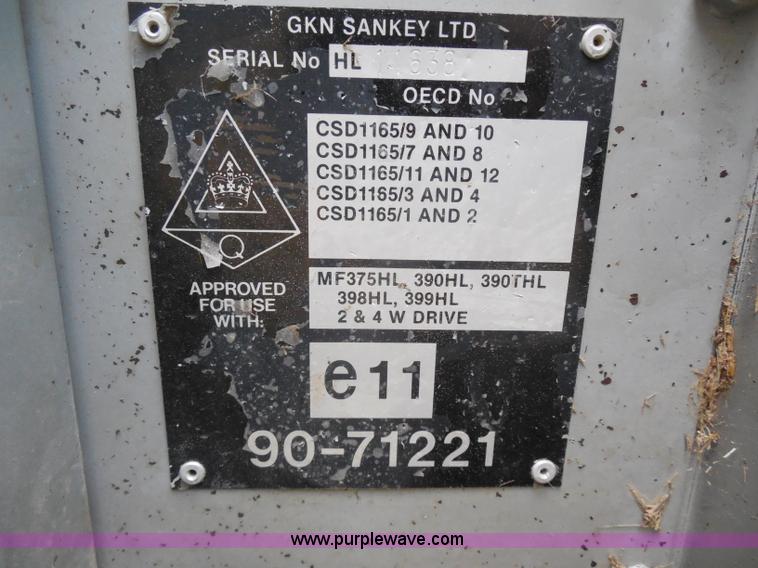 GKN SANKEY LTD
SERIAL No HL
OECD No
CSD1165/9 AND 10
CSD1165/7 AND 8
CSD1165/11 AND 12
CSD1165/3 AND 4
CSD1165/1 AND 2
Q
APPROVED
FOR USE
WITH:
MF375HL, 390HL, 390THL
398HL, 399HL
2 & 4 W DRIVE
e11
90-71221
www.purplewave.com